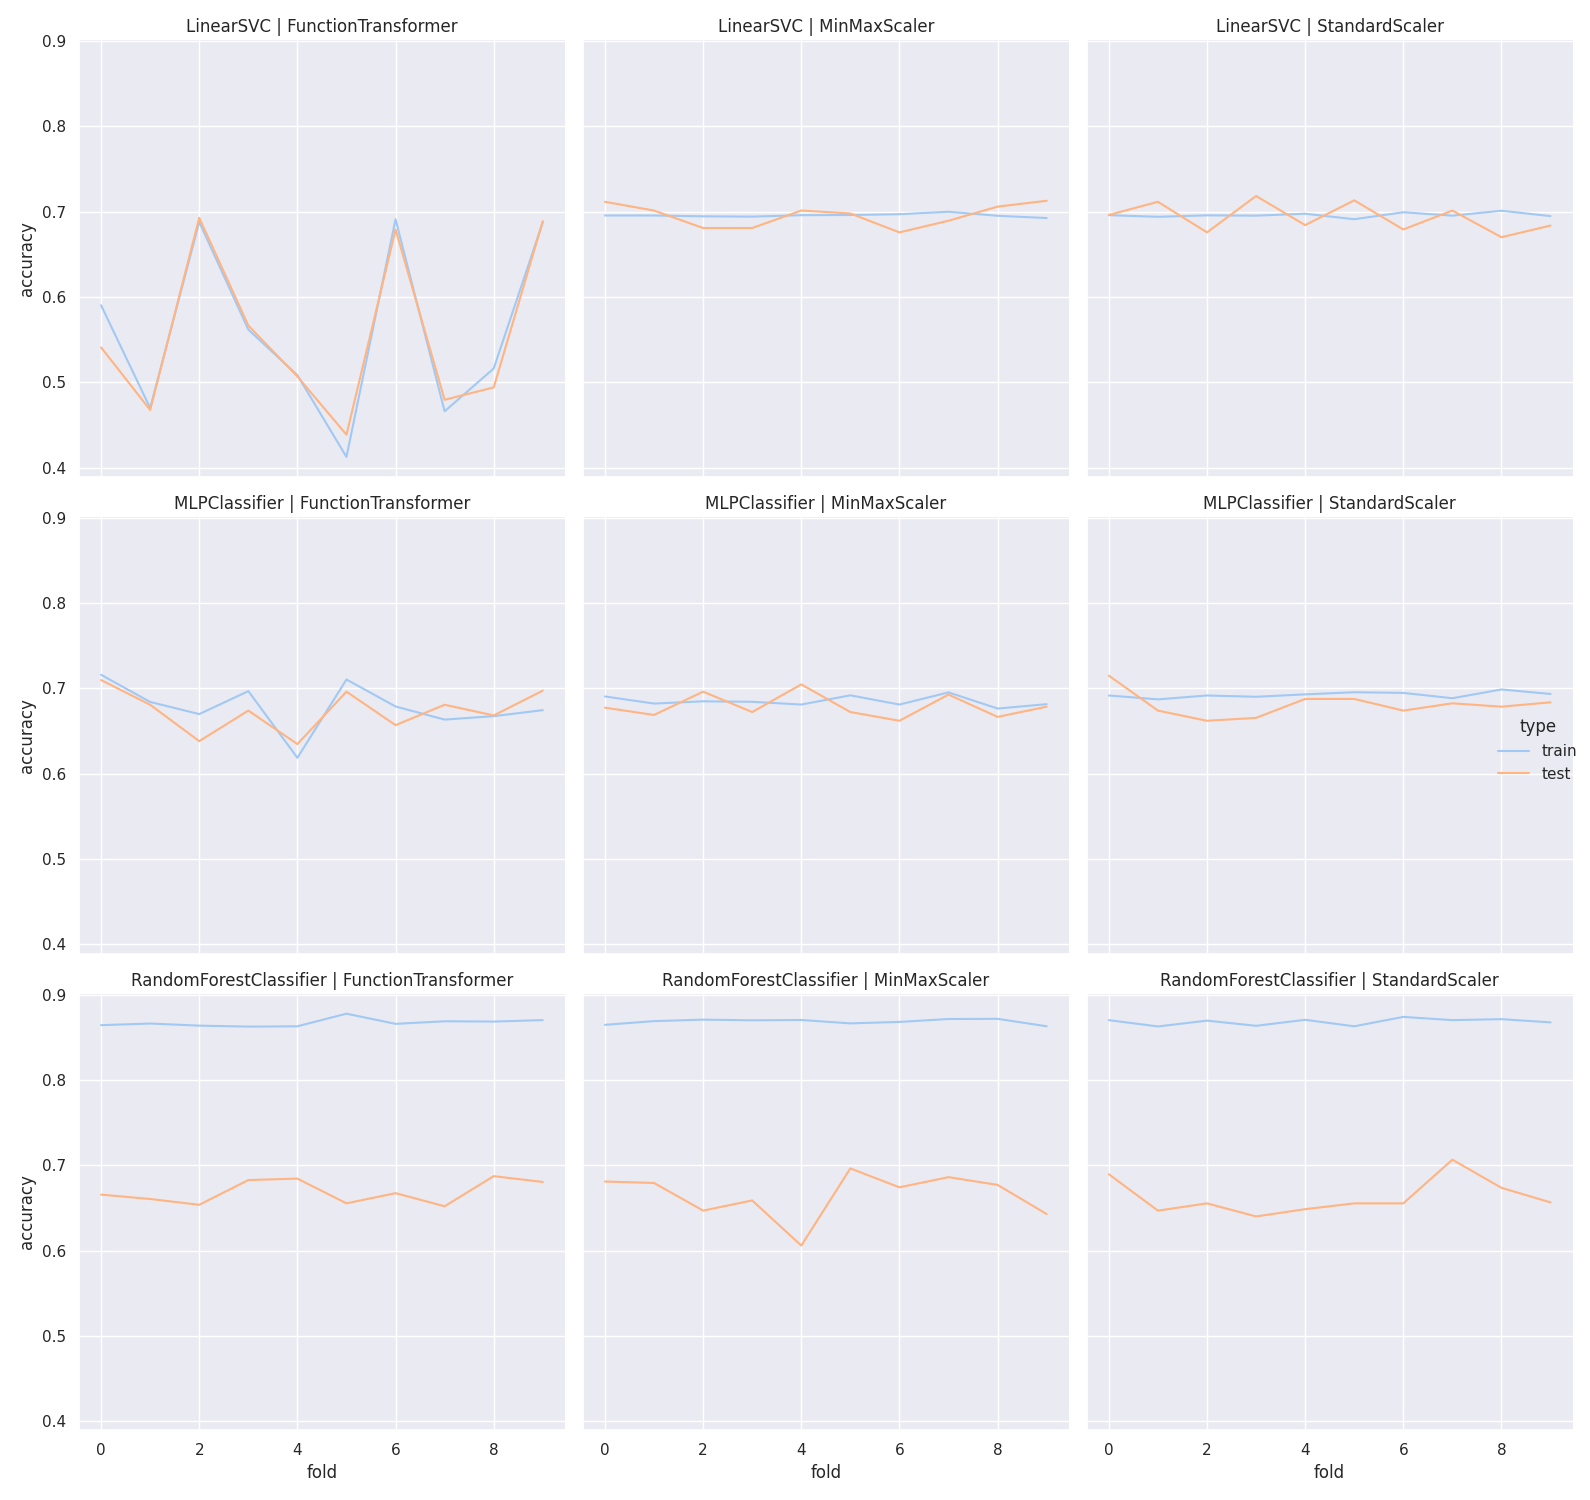 LinearSVC | FunctionTransformer
LinearSVC | MinMaxScaler
LinearSVC | StandardScaler
0.9
0.8
0.7
0.6
0.5
0.4
accuracy
MLPClassifier | FunctionTransformer
MLPClassifier | MinMaxScaler
MLPClassifier | StandardScaler
0.9
0.8
0.7
0.6
0.5
0.4
accuracy
type
train
test
RandomForestClassifier | FunctionTransformer
RandomForestClassifier | MinMaxScaler
RandomForestClassifier | StandardScaler
0.9
0.8
0.7
0.6
0.5
0.4
accuracy
0 2 4 6 8
fold
0 2 4 6 8
fold
0 2 4 6 8
fold